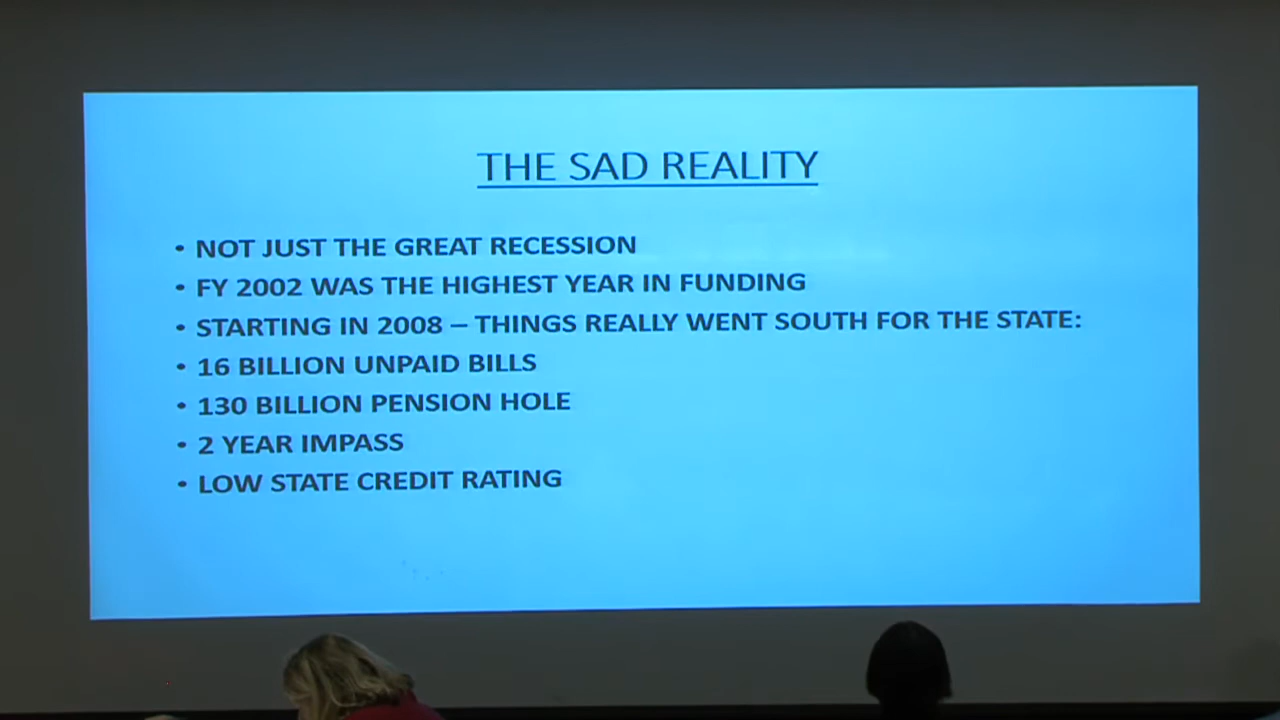 THE SAD REALITY
• NOT JUST THE GREAT RECESSION
• FY 2002 WAS THE HIGHEST YEAR IN FUNDING
• STARTING IN 2008 – THINGS REALLY WENT SOUTH FOR THE STATE:
• 16 BILLION UNPAID BILLS
• 130 BILLION PENSION HOLE
• 2 YEAR IMPASS
• LOW STATE CREDIT RATING